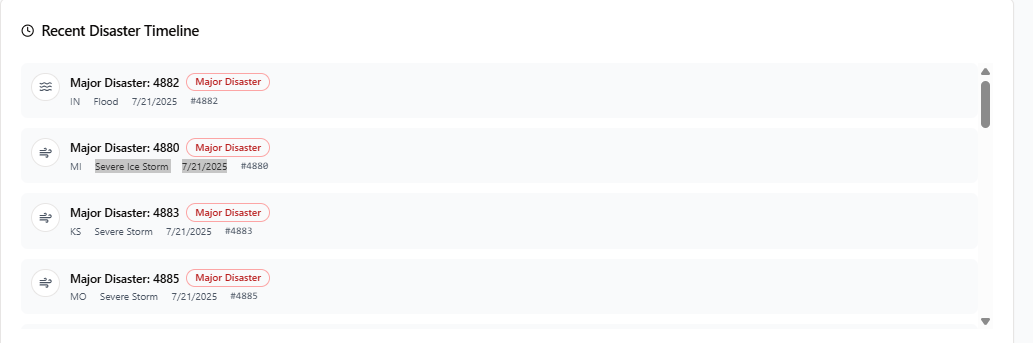 Recent Disaster Timeline
Major Disaster: 4882 Major Disaster
IN Flood 7/21/2025 #4882
Major Disaster: 4880 Major Disaster
MI Severe Ice Storm 7/21/2025 #4880
Major Disaster: 4883 Major Disaster
KS Severe Storm 7/21/2025 #4883
Major Disaster: 4885 Major Disaster
MO Severe Storm 7/21/2025 #4885